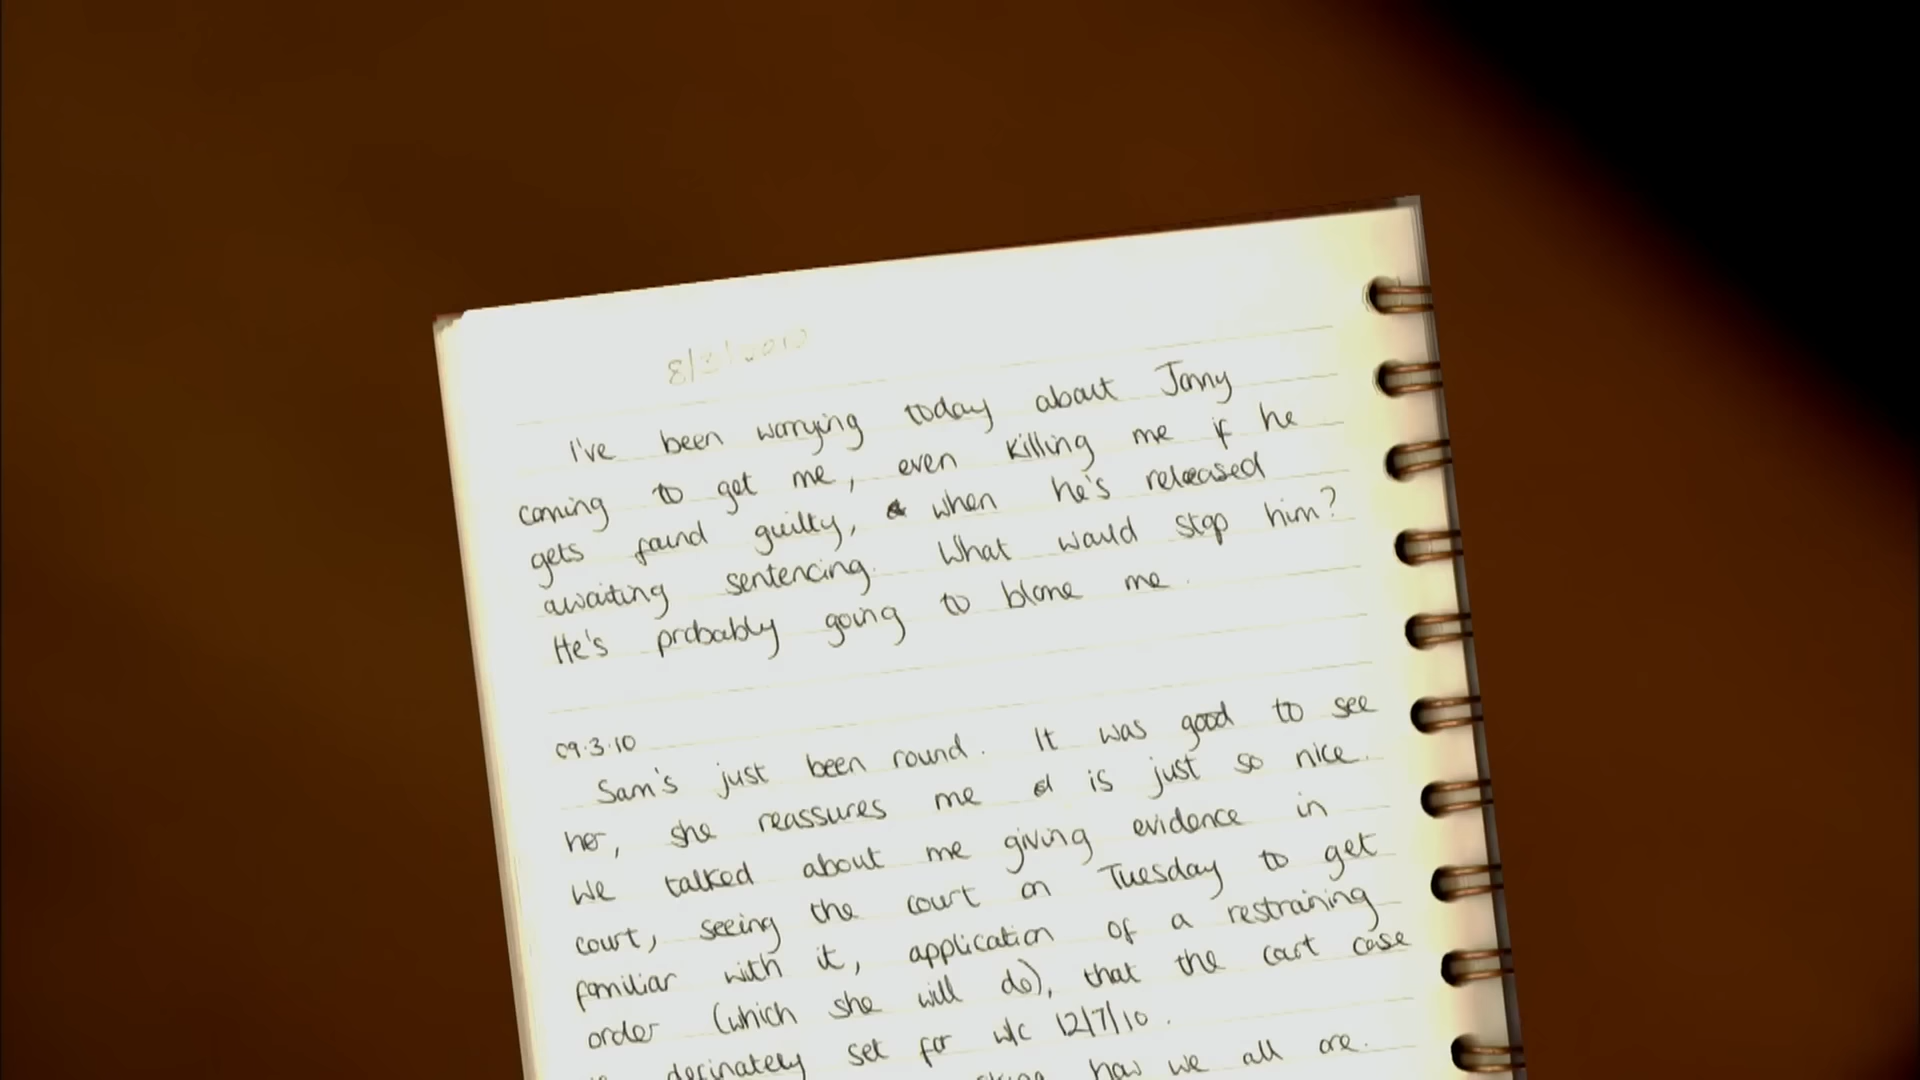 8/3/2010
I've been worrying today about Jonny
coming to get me, even killing me if he
gets found guilty, & when he's released
awaiting sentencing. What would stop him?
He's probably going to blame me.
09.3.10
Sam's just been round. It was good to see
her, she reassures me & is just so nice.
We talked about me giving evidence in
court, seeing the court on Tuesday to get
familiar with it, application of a restraining
order (which she will do), that the court case
definately set for w/c 12/7/10.
how we all are.